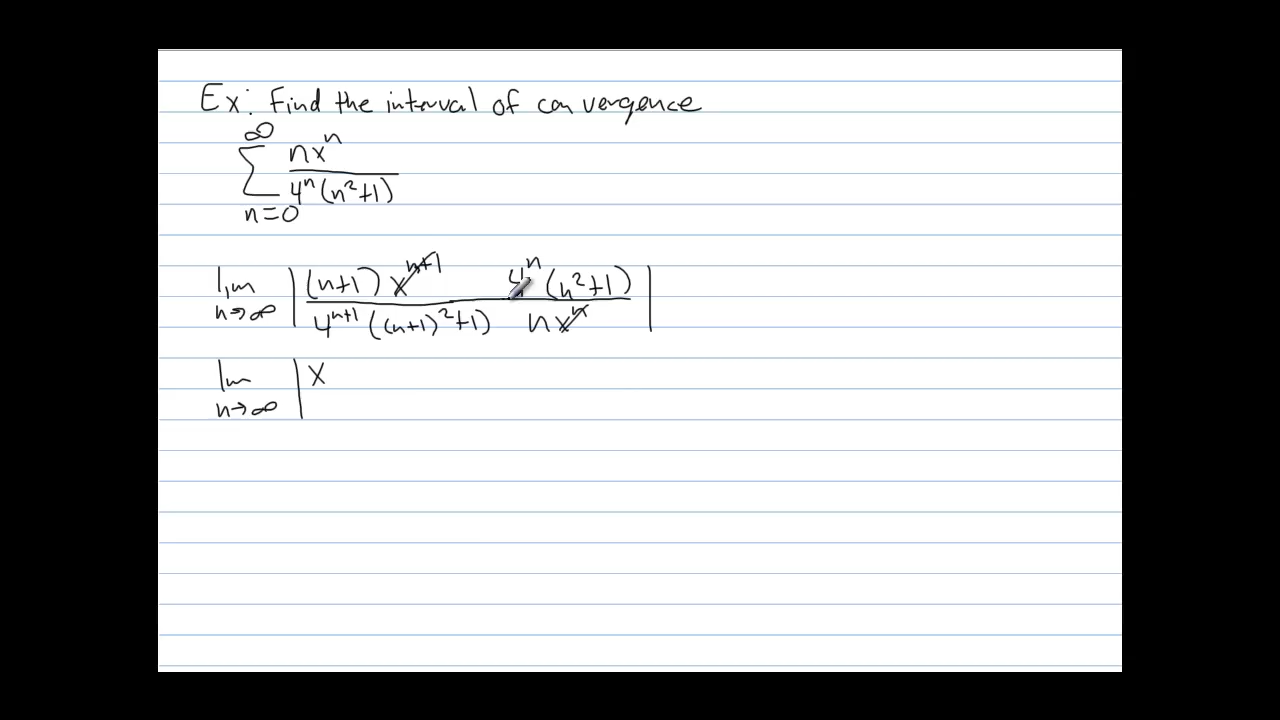 Ex: Find the interval of convergence
∞
∑ nxⁿ / 4ⁿ(n²+1)
n=0
lim n→∞ | (n+1) xⁿ⁺¹ / 4ⁿ⁺¹((n+1)²+1) 4ⁿ(n²+1) / nxⁿ |
lim n→∞ | x